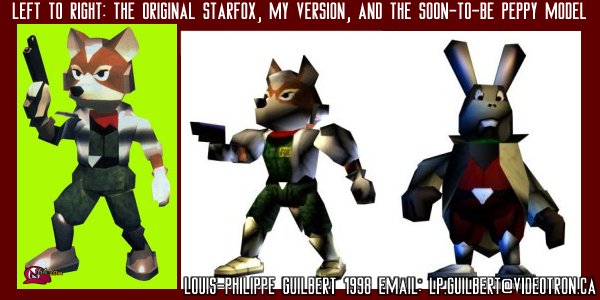 LEFT TO RIGHT: THE ORIGINAL STARFOX, MY VERSION, AND THE SOON-TO-BE PEPPY MODEL
FOX
LOUIS-PHILIPPE GUILBERT 1998 EMAIL: LP.GUILBERT@VIDEOTRON.CA